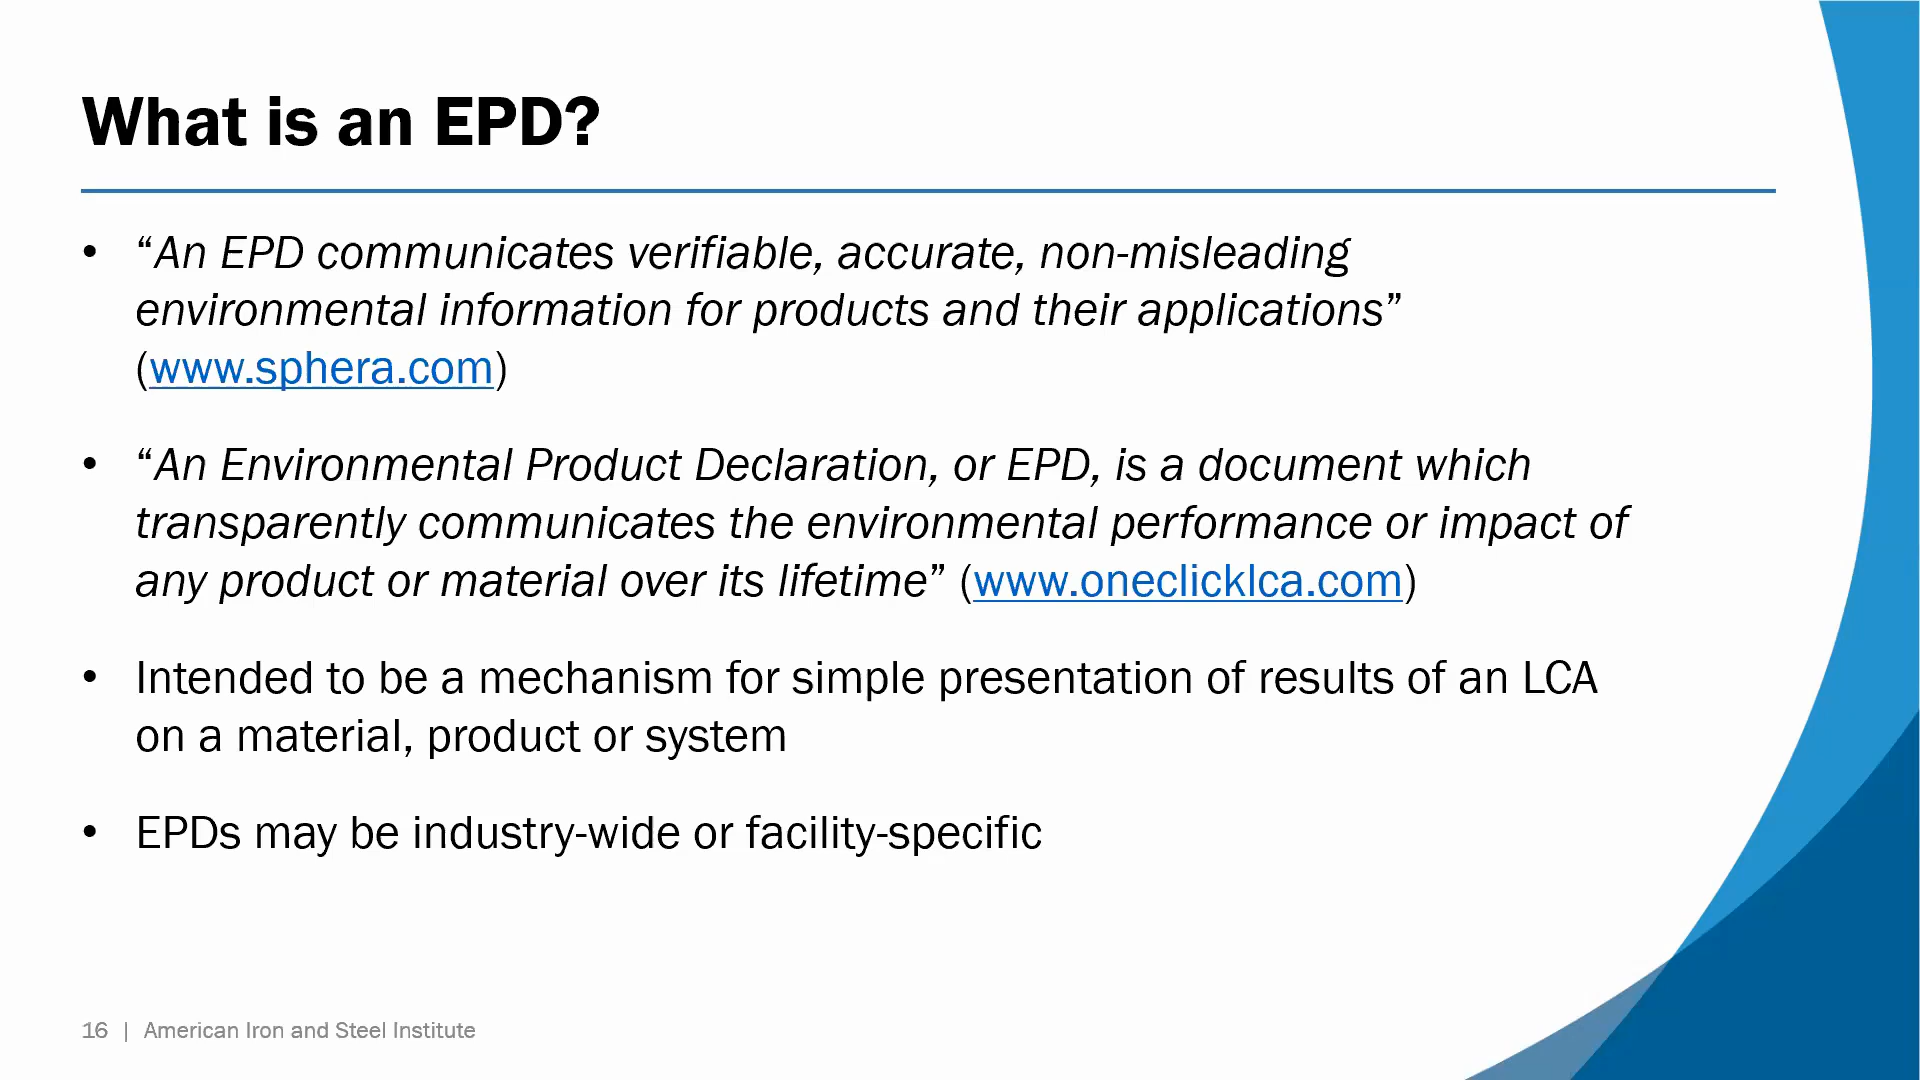 What is an EPD?
• “An EPD communicates verifiable, accurate, non-misleading
environmental information for products and their applications”
(www.sphera.com)
• “An Environmental Product Declaration, or EPD, is a document which
transparently communicates the environmental performance or impact of
any product or material over its lifetime” (www.oneclicklca.com)
• Intended to be a mechanism for simple presentation of results of an LCA
on a material, product or system
• EPDs may be industry-wide or facility-specific
16 | American Iron and Steel Institute